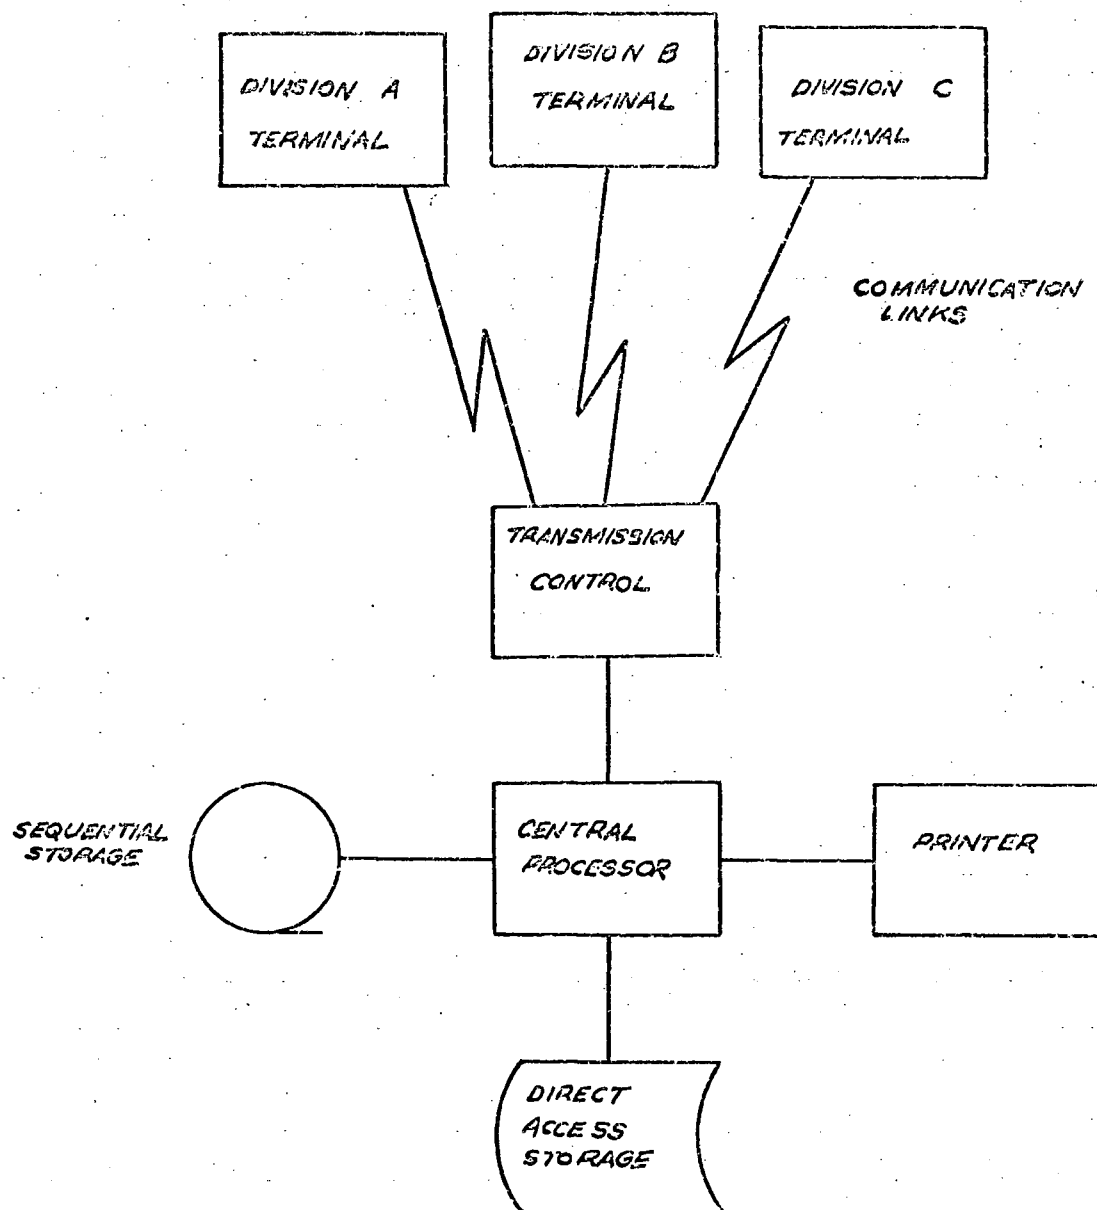 DIVISION A
TERMINAL
DIVISION B
TERMINAL
DIVISION C
TERMINAL
COMMUNICATION
LINKS
TRANSMISSION
CONTROL
SEQUENTIAL
STORAGE
CENTRAL
PROCESSOR
PRINTER
DIRECT
ACCESS
STORAGE